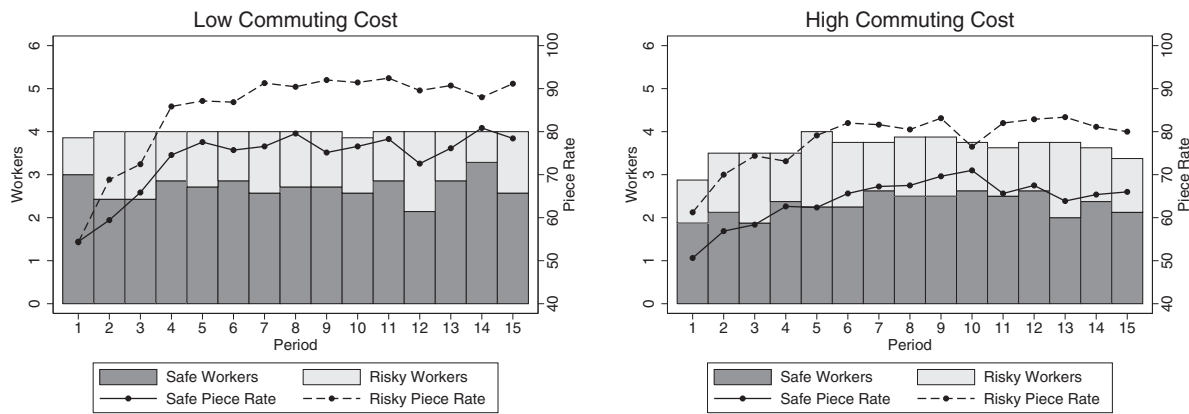 Low Commuting Cost
Workers
0 1 2 3 4 5 6
40 50 60 70 80 90 100
Piece Rate
1 2 3 4 5 6 7 8 9 10 11 12 13 14 15
Period
Safe Workers Risky Workers
Safe Piece Rate Risky Piece Rate
High Commuting Cost
Workers
0 1 2 3 4 5 6
40 50 60 70 80 90 100
Piece Rate
1 2 3 4 5 6 7 8 9 10 11 12 13 14 15
Period
Safe Workers Risky Workers
Safe Piece Rate Risky Piece Rate